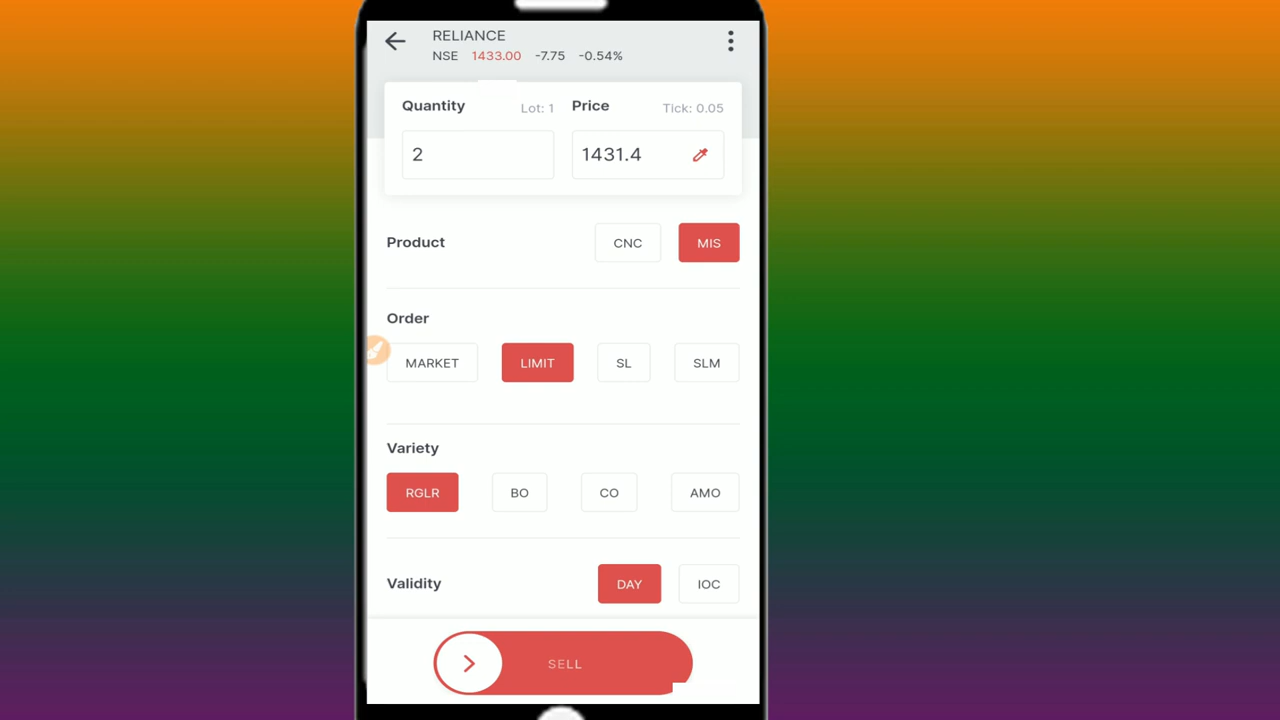 RELIANCE
NSE 1433.00 -7.75 -0.54%
Quantity Lot: 1 Price Tick: 0.05
2 1431.4
Product CNC MIS
Order
MARKET LIMIT SL SLM
Variety
RGLR BO CO AMO
Validity DAY IOC
SELL